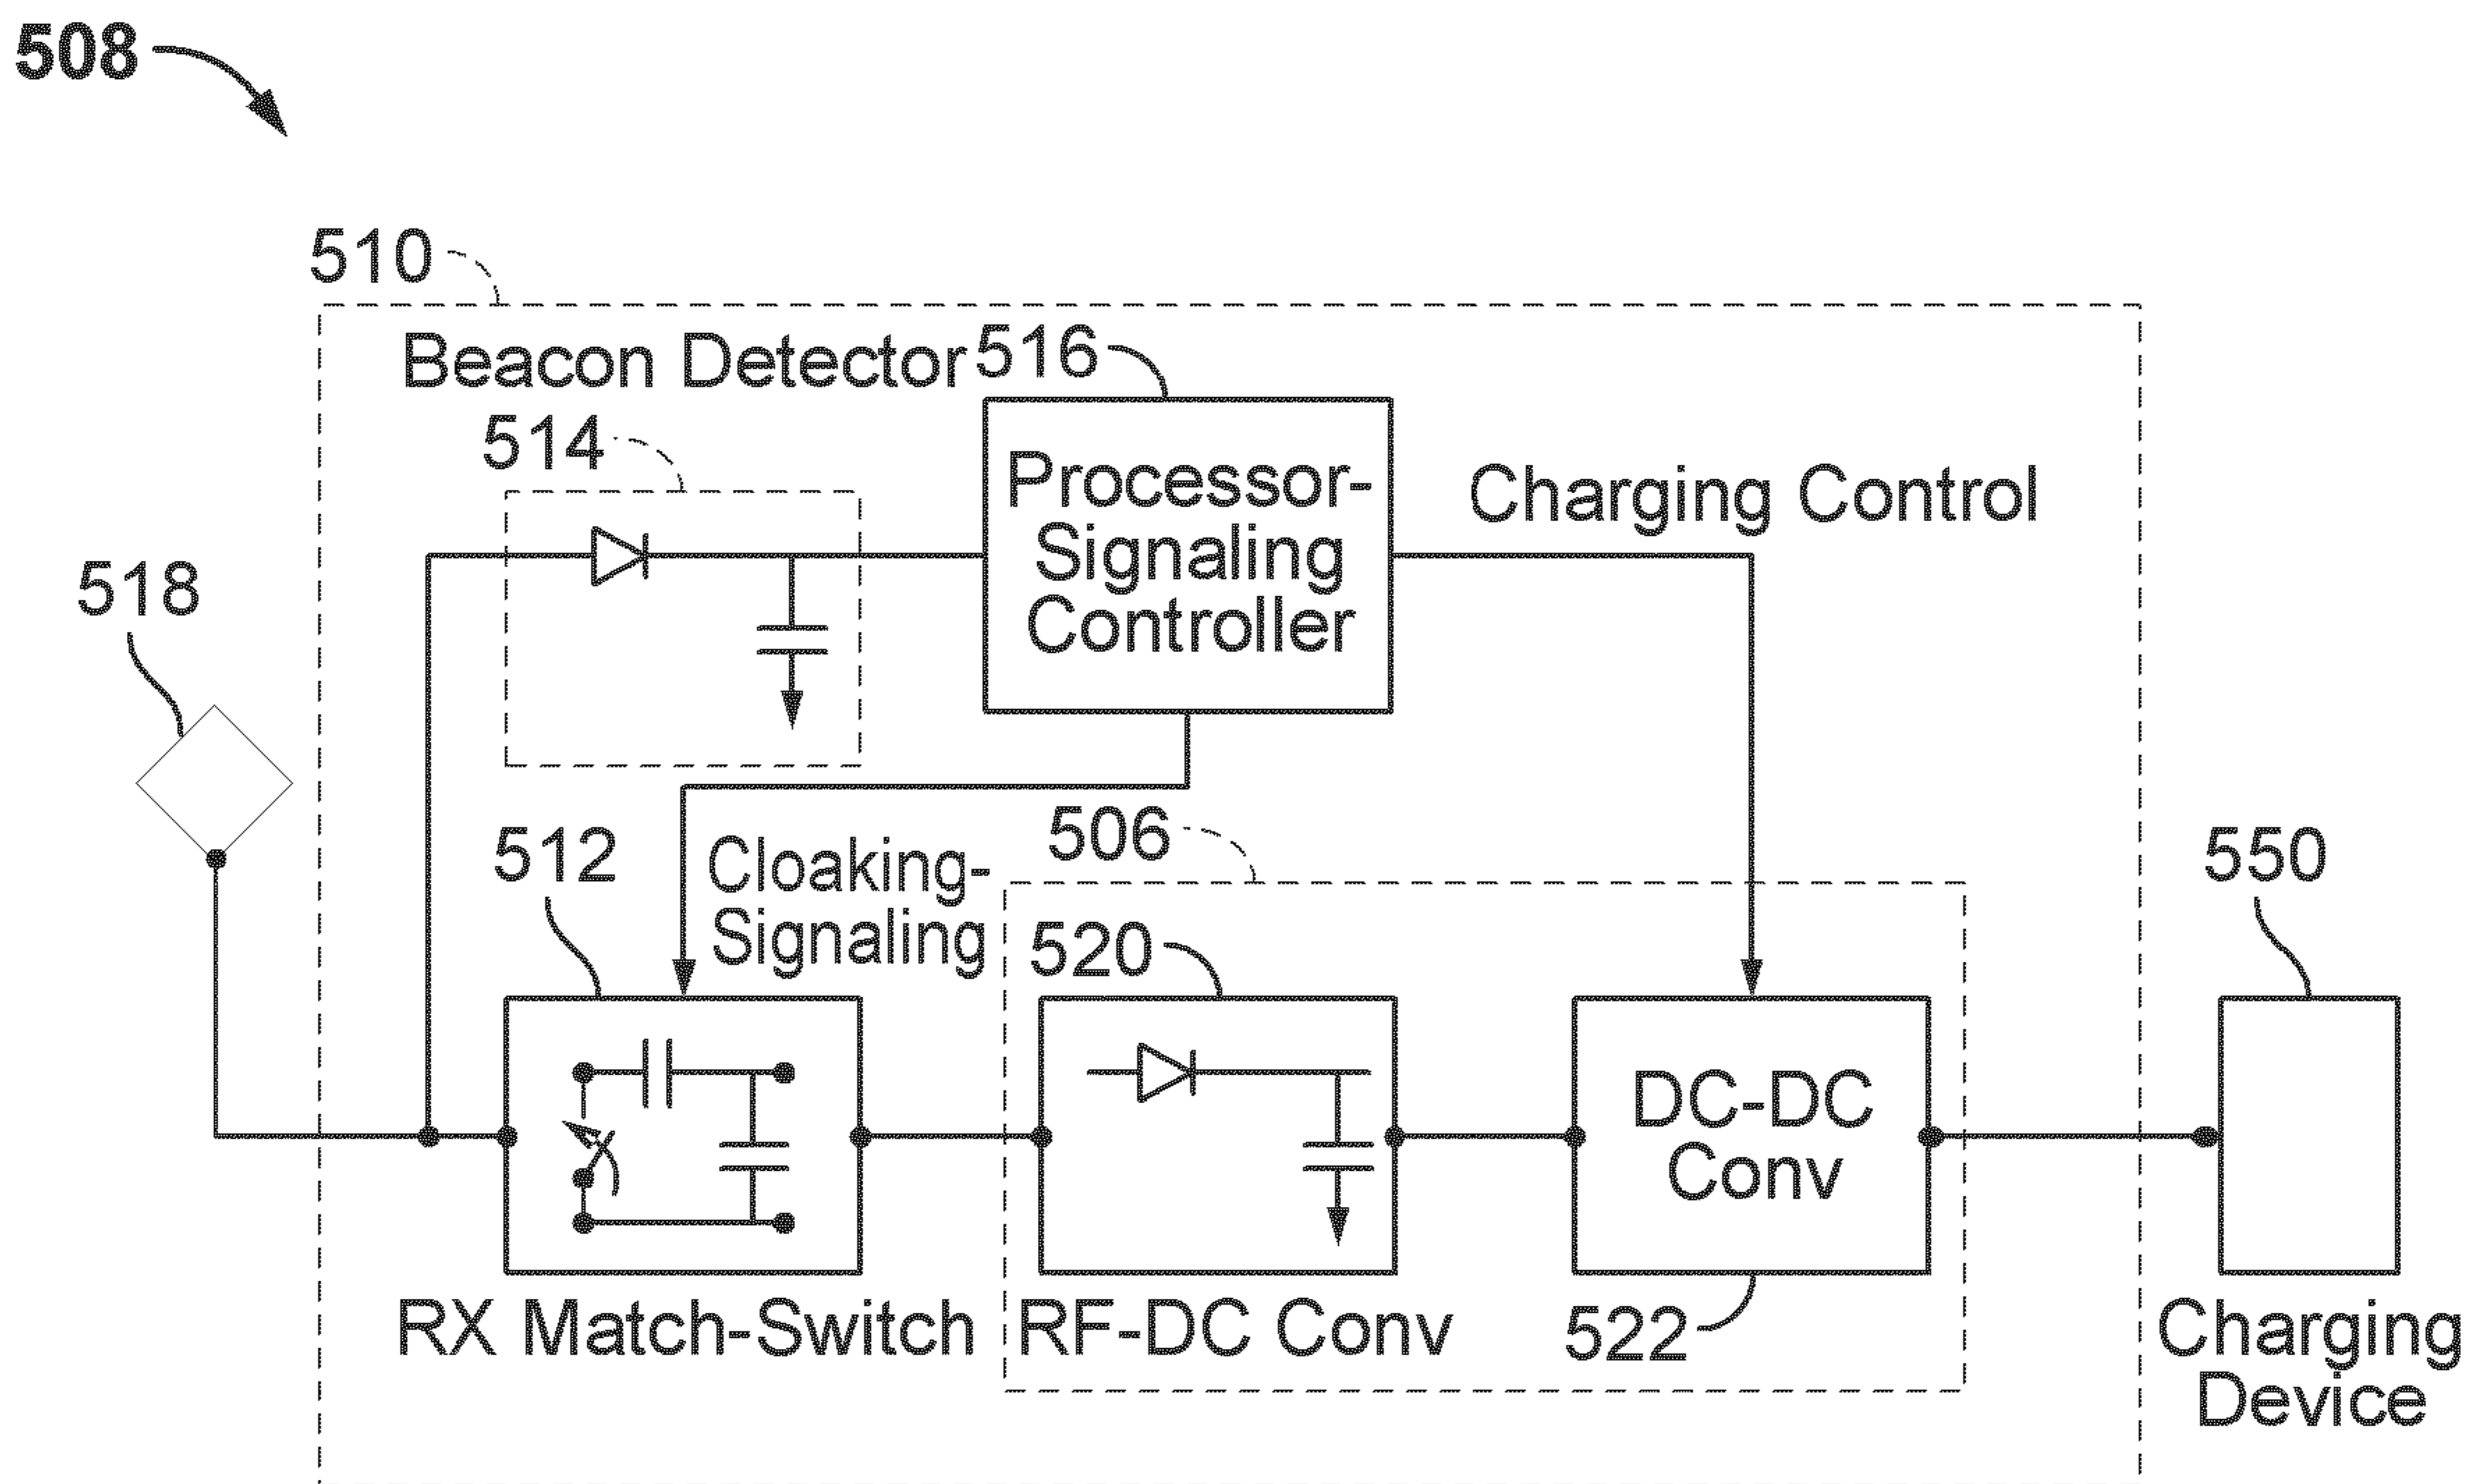 508
510
Beacon Detector
516
514
Processor-
Signaling
Controller
Charging Control
518
512
Cloaking-
Signaling
506
520
550
DC-DC
Conv
RX Match-Switch
RF-DC Conv
522
Charging
Device